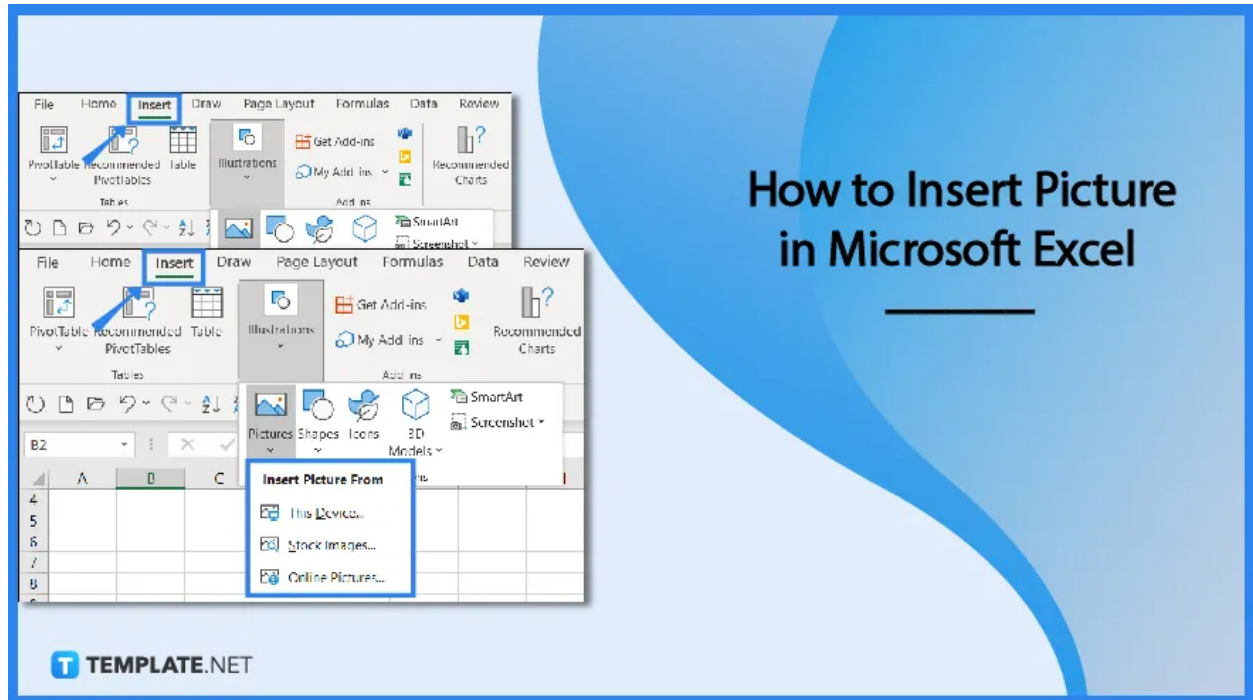 File Home Insert Draw Page Layout Formulas Data Review
PivotTable Recommended PivotTables Table
Illustrations
Get Add-ins
My Add-ins
Recommended Charts
Tables
Add-ins
SmartArt
Screenshot
File Home Insert Draw Page Layout Formulas Data Review
PivotTable Recommended PivotTables Table
Illustrations
Get Add-ins
My Add-ins
Recommended Charts
Tables
Add-ins
Pictures Shapes Icons 3D Models
SmartArt
Screenshot
B2
A B C
Insert Picture From
4
5
6
7
8
This Device...
Stock Images...
Online Pictures...
How to Insert Picture
in Microsoft Excel
T TEMPLATE.NET